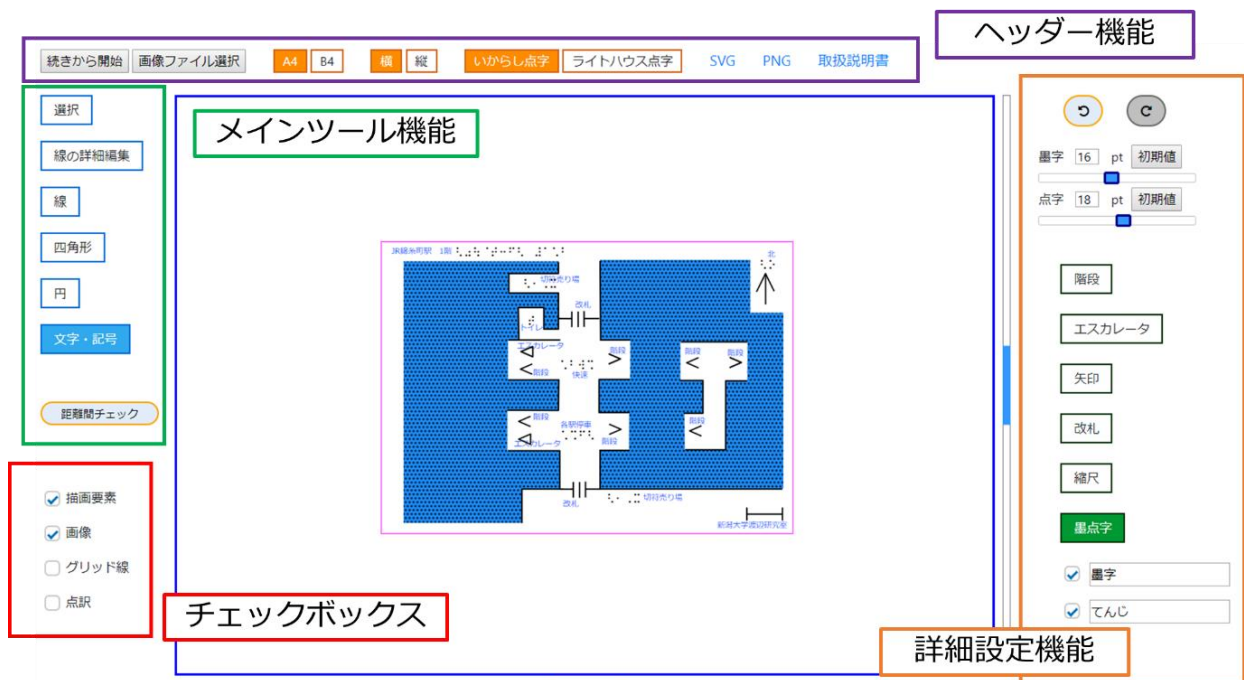 ヘッダー機能
続きから開始 画像ファイル選択 A4 B4 横 縦 いからし点字 ライトハウス点字 SVG PNG 取扱説明書
選択
線の詳細編集
線
四角形
円
文字・記号
距離間チェック
メインツール機能
JR錦糸町駅 1階
北
切符売り場
改札
トイレ
エスカレータ
階段
階段
快速
階段
階段
階段
各駅停車
エスカレータ
階段
階段
改札
切符売り場
新潟大学渡辺研究室
描画要素
画像
グリッド線
点訳
チェックボックス
墨字 16 pt 初期値
点字 18 pt 初期値
階段
エスカレータ
矢印
改札
縮尺
墨点字
墨字
てんじ
詳細設定機能